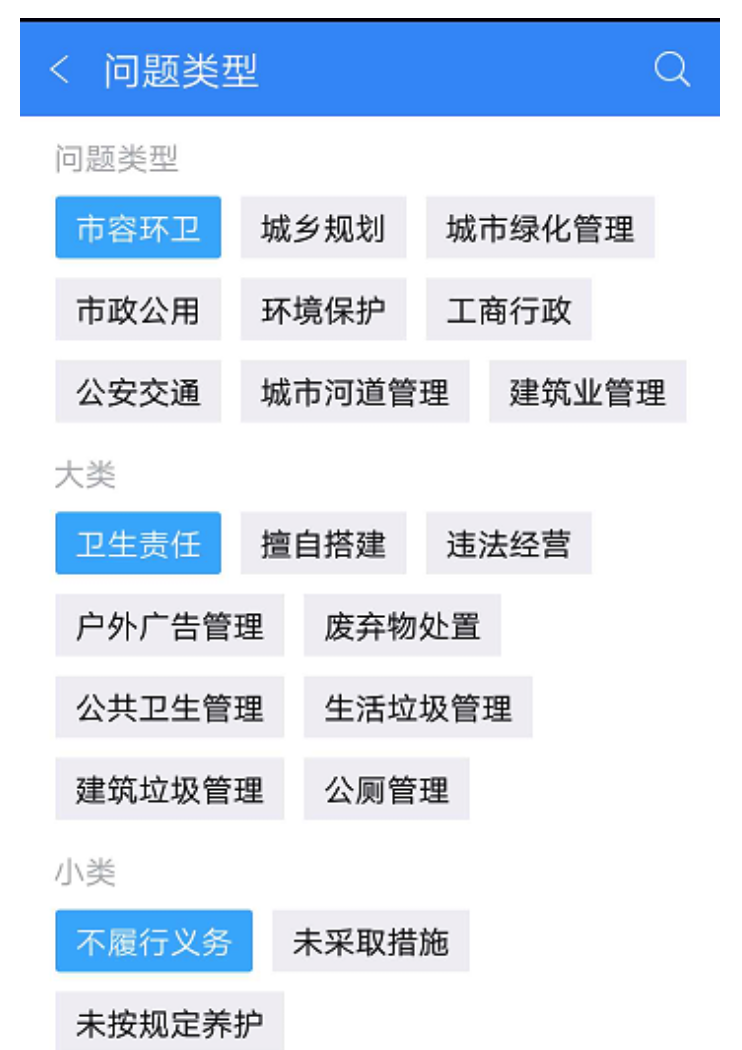 问题类型
问题类型
市容环卫 城乡规划 城市绿化管理
市政公用 环境保护 工商行政
公安交通 城市河道管理 建筑业管理
大类
卫生责任 擅自搭建 违法经营
户外广告管理 废弃物处置
公共卫生管理 生活垃圾管理
建筑垃圾管理 公厕管理
小类
不履行义务 未采取措施
未按规定养护